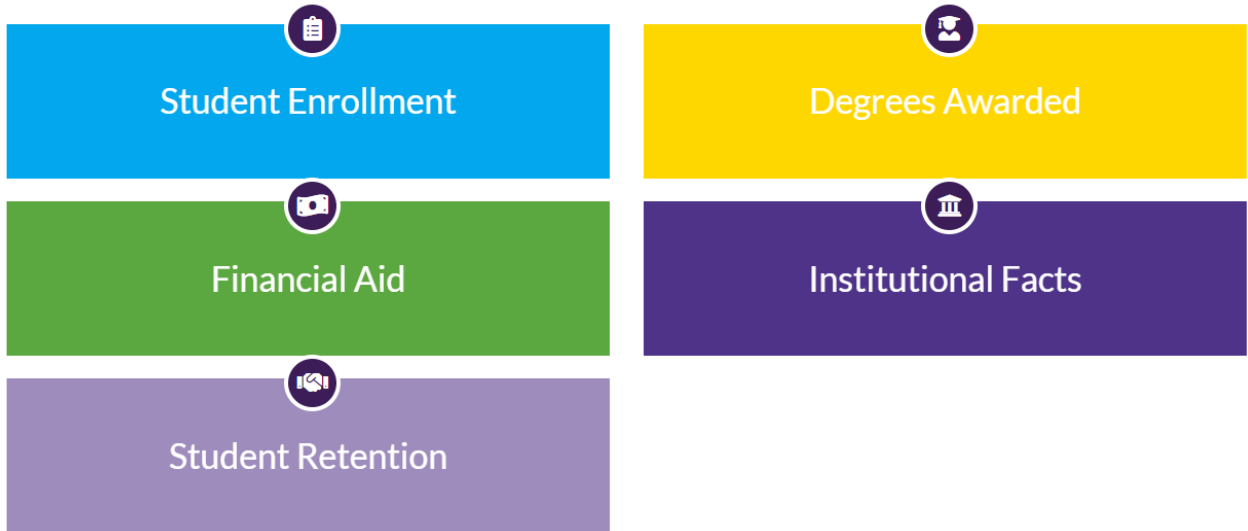 Student Enrollment
Degrees Awarded
Financial Aid
Institutional Facts
Student Retention